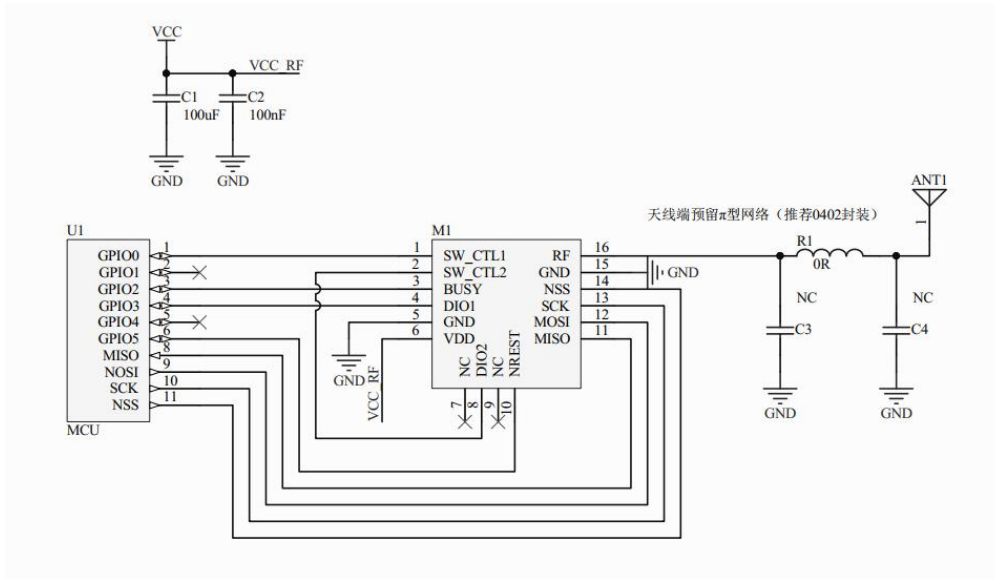 VCC
VCC_RF
C1
100uF
C2
100nF
GND
GND
ANT1
1
天线端预留π型网络（推荐0402封装）
R1
0R
NC
NC
C3
C4
GND
GND
U1
GPIO0 1
GPIO1 2
GPIO2 3
GPIO3 4
GPIO4 5
GPIO5 6
MISO 8
NOSI 9
SCK 10
NSS 11
MCU
M1
1 SW_CTL1
2 SW_CTL2
3 BUSY
4 DIO1
5 GND
6 VDD
RF 16
GND 15
NSS 14
SCK 13
MOSI 12
MISO 11
NC
DIO2
NC
NREST
7
8
9
10
GND
GND
VCC_RF